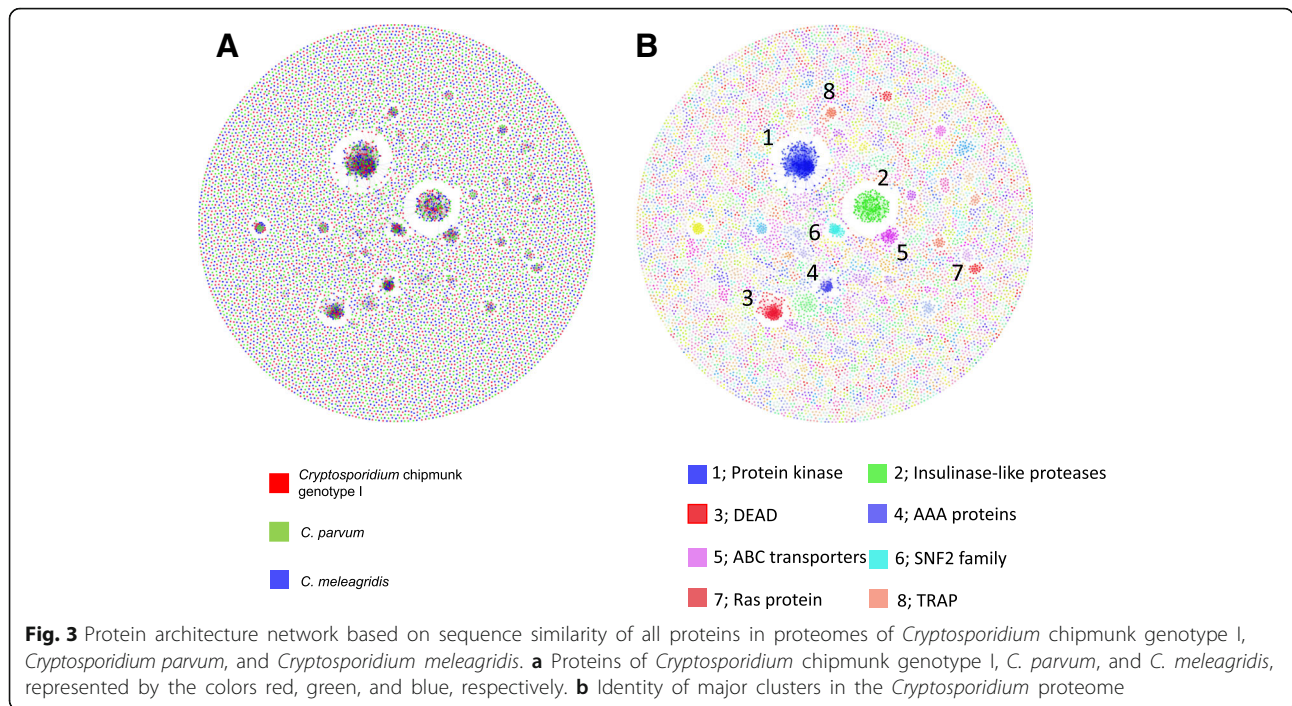 A
B
8
1
2
6
5
4
7
3
Cryptosporidium chipmunk
genotype I
C. parvum
C. meleagridis
1; Protein kinase
2; Insulinase-like proteases
3; DEAD
4; AAA proteins
5; ABC transporters
6; SNF2 family
7; Ras protein
8; TRAP
Fig. 3 Protein architecture network based on sequence similarity of all proteins in proteomes of Cryptosporidium chipmunk genotype I,
Cryptosporidium parvum, and Cryptosporidium meleagridis. a Proteins of Cryptosporidium chipmunk genotype I, C. parvum, and C. meleagridis,
represented by the colors red, green, and blue, respectively. b Identity of major clusters in the Cryptosporidium proteome